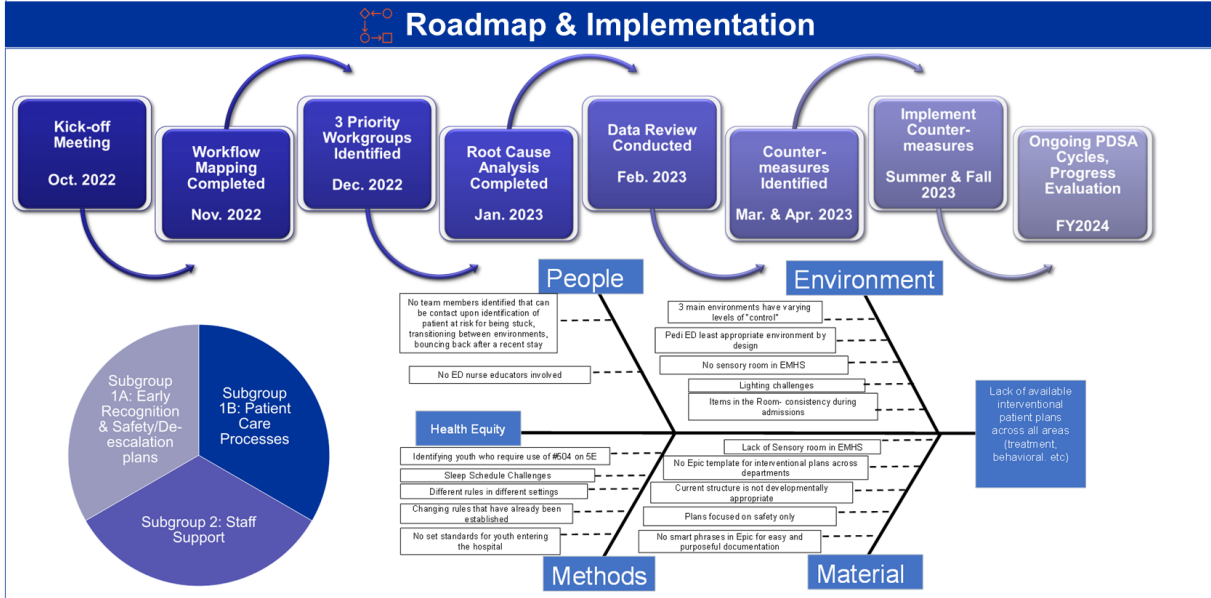 Roadmap & Implementation
Kick-off
Meeting
Oct. 2022
Workflow
Mapping
Completed
Nov. 2022
3 Priority
Workgroups
Identified
Dec. 2022
Root Cause
Analysis
Completed
Jan. 2023
Data Review
Conducted
Feb. 2023
Counter-
measures
Identified
Mar. & Apr. 2023
Implement
Counter-
measures
Summer & Fall
2023
Ongoing PDSA
Cycles,
Progress
Evaluation
FY2024
Subgroup
1A: Early
Recognition
& Safety/De-
escalation
plans
Subgroup
1B: Patient
Care
Processes
Subgroup 2: Staff
Support
People
No team members identified that can
be contact upon identification of
patient at risk for being stuck,
transitioning between environments,
bouncing back after a recent stay
No ED nurse educators involved
Environment
3 main environments have varying
levels of "control"
Pedi ED least appropriate environment by
design
No sensory room in EMHS
Lighting challenges
Items in the Room- consistency during
admissions
Health Equity
Identifying youth who require use of #604 on 5E
Sleep Schedule Challenges
Different rules in different settings
Changing rules that have already been
established
No set standards for youth entering
the hospital
Methods
Lack of Sensory room in EMHS
No Epic template for interventional plans across
departments
Current structure is not developmentally
appropriate
Plans focused on safety only
No smart phrases in Epic for easy and
purposeful documentation
Material
Lack of available
interventional
patient plans
across all areas
(treatment,
behavioral. etc)